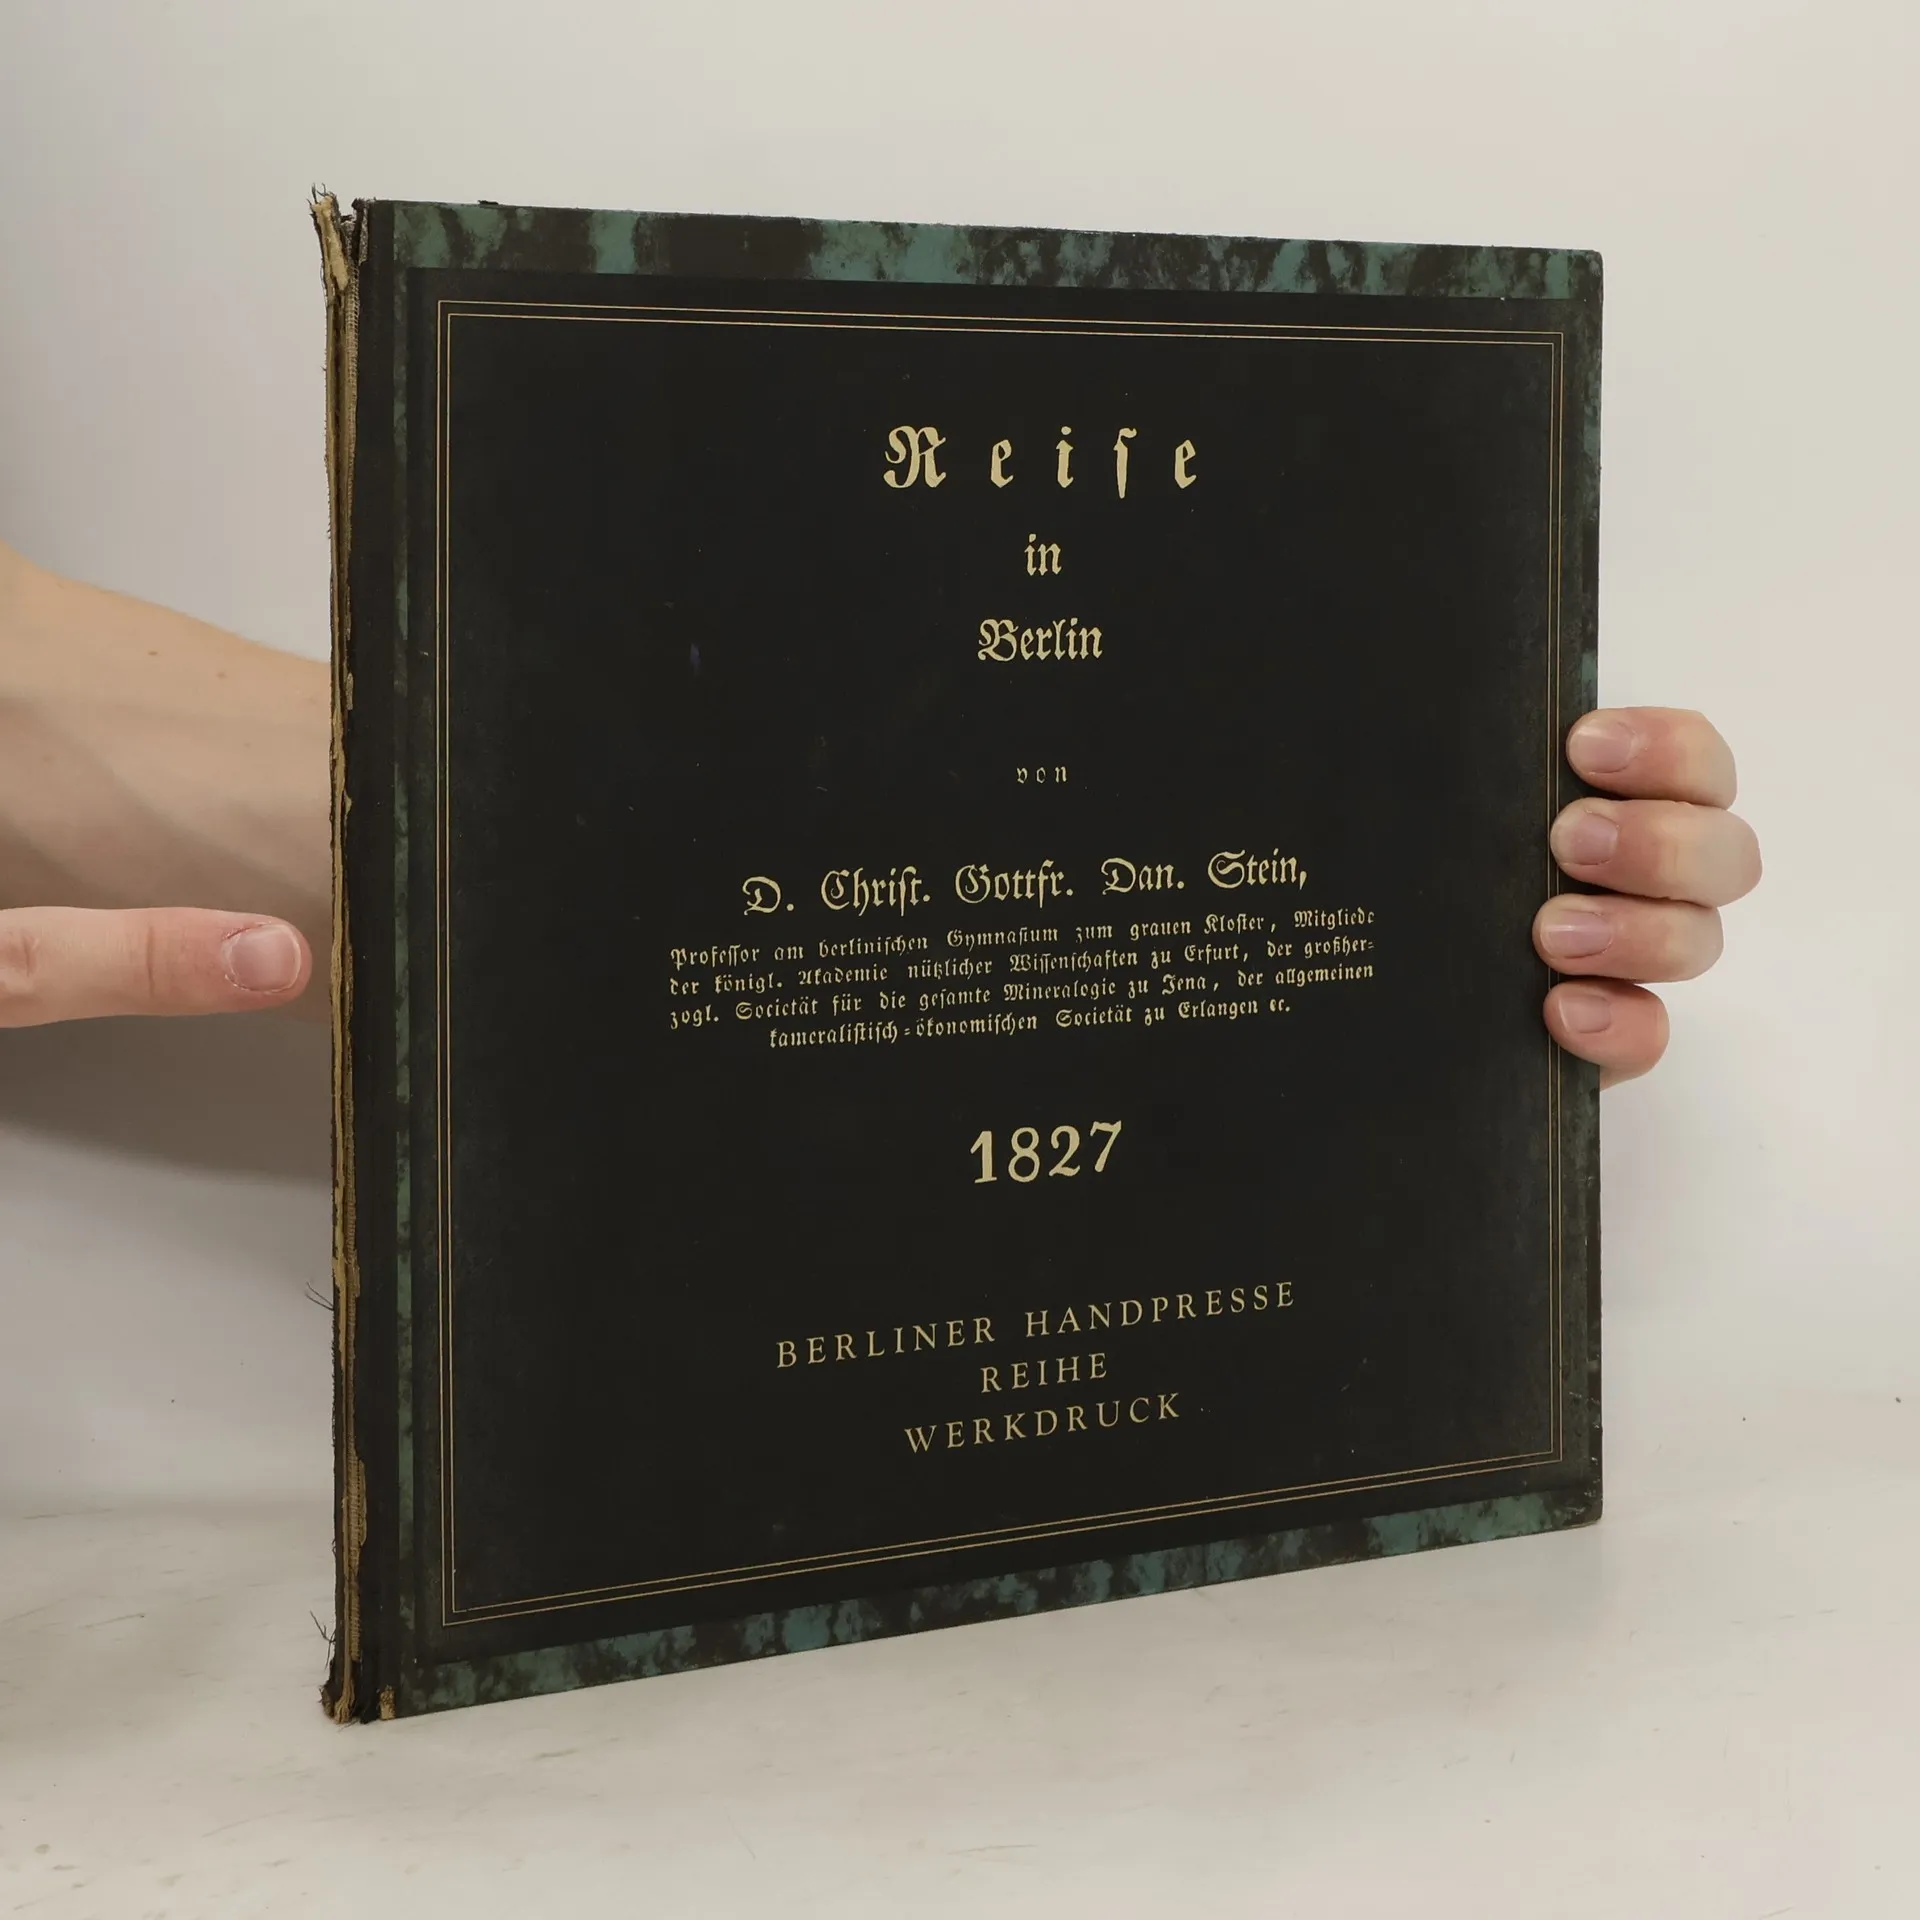 Reise
in
Berlin
von
D. Christ. Gottfr. Dan. Stein,
Professor am berlinischen Gymnasium zum grauen Kloster, Mitgliede
der königl. Akademie nützlicher Wissenschaften zu Erfurt, der großher-
zogl. Societät für die gesamte Mineralogie zu Jena, der allgemeinen
kameralistisch-ökonomischen Societät zu Erlangen ꝛc.
1827
BERLINER HANDPRESSE
REIHE
WERKDRUCK